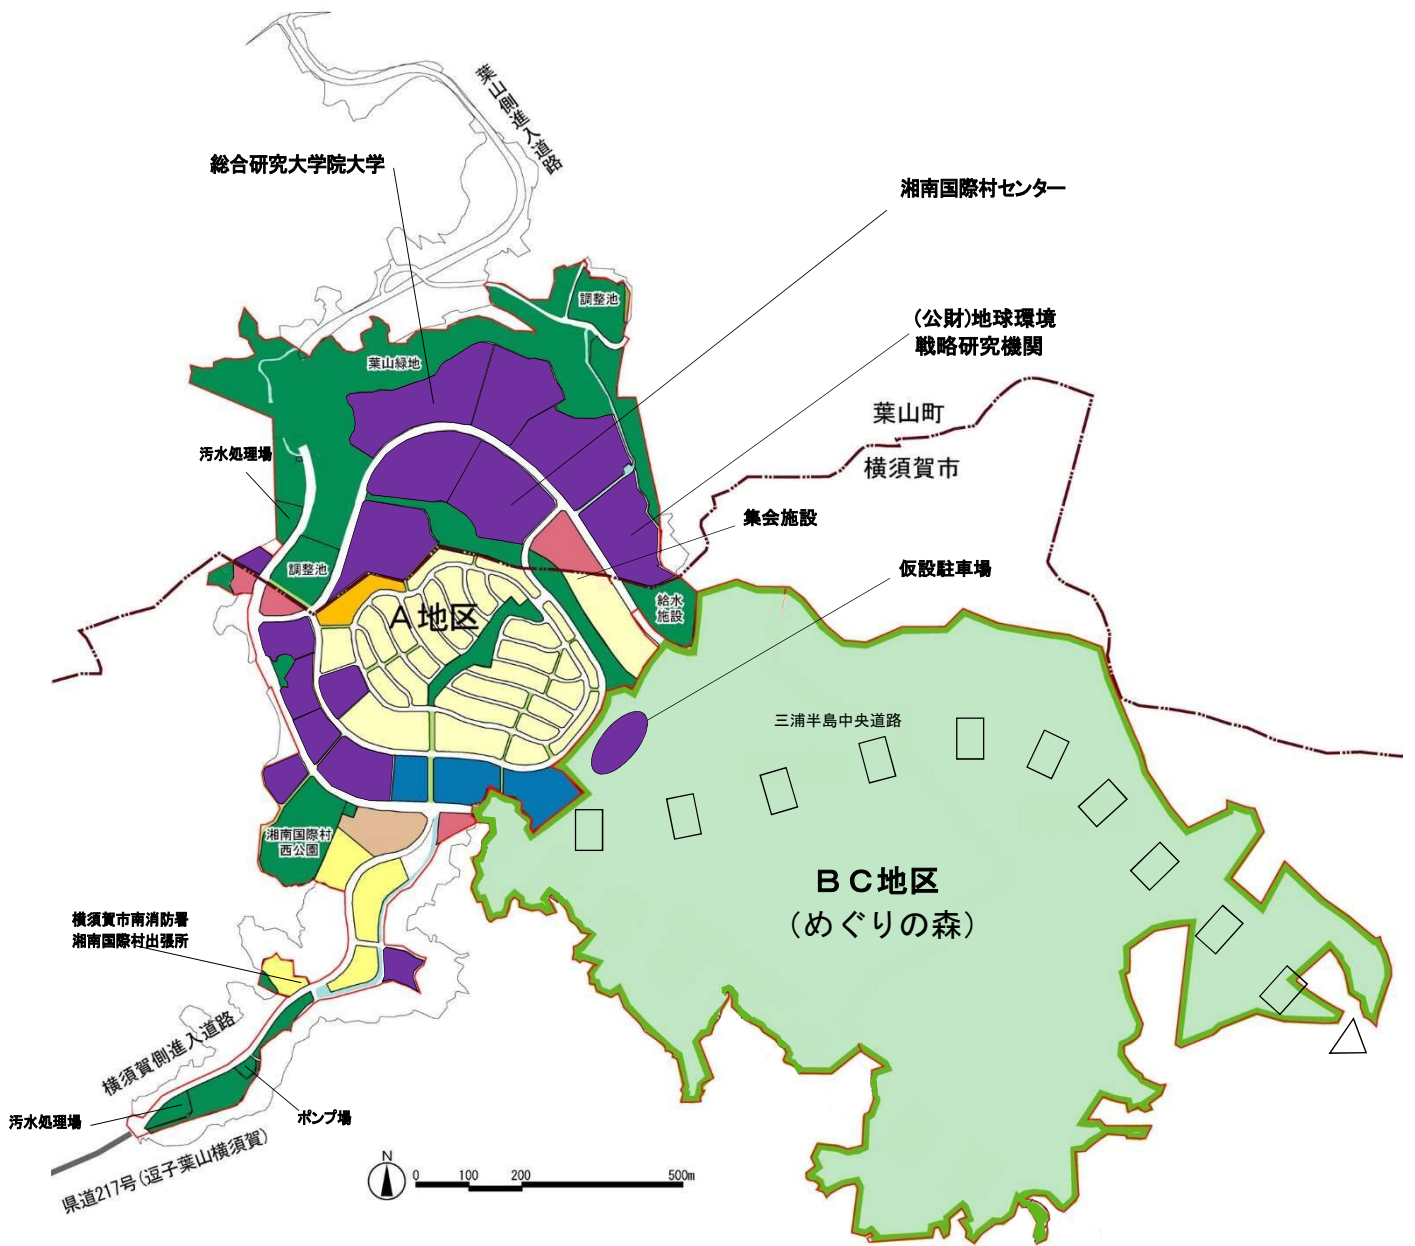 葉山側進入道路
総合研究大学院大学
湘南国際村センター
調整池
(公財)地球環境
戦略研究機関
葉山緑地
葉山町
横須賀市
汚水処理場
集会施設
調整池
仮設駐車場
給水
施設
A地区
三浦半島中央道路
湘南国際村
西公園
BC地区
(めぐりの森)
横須賀市南消防署
湘南国際村出張所
横須賀側進入道路
汚水処理場
ポンプ場
県道217号(逗子葉山横須賀)
N
0 100 200 500m